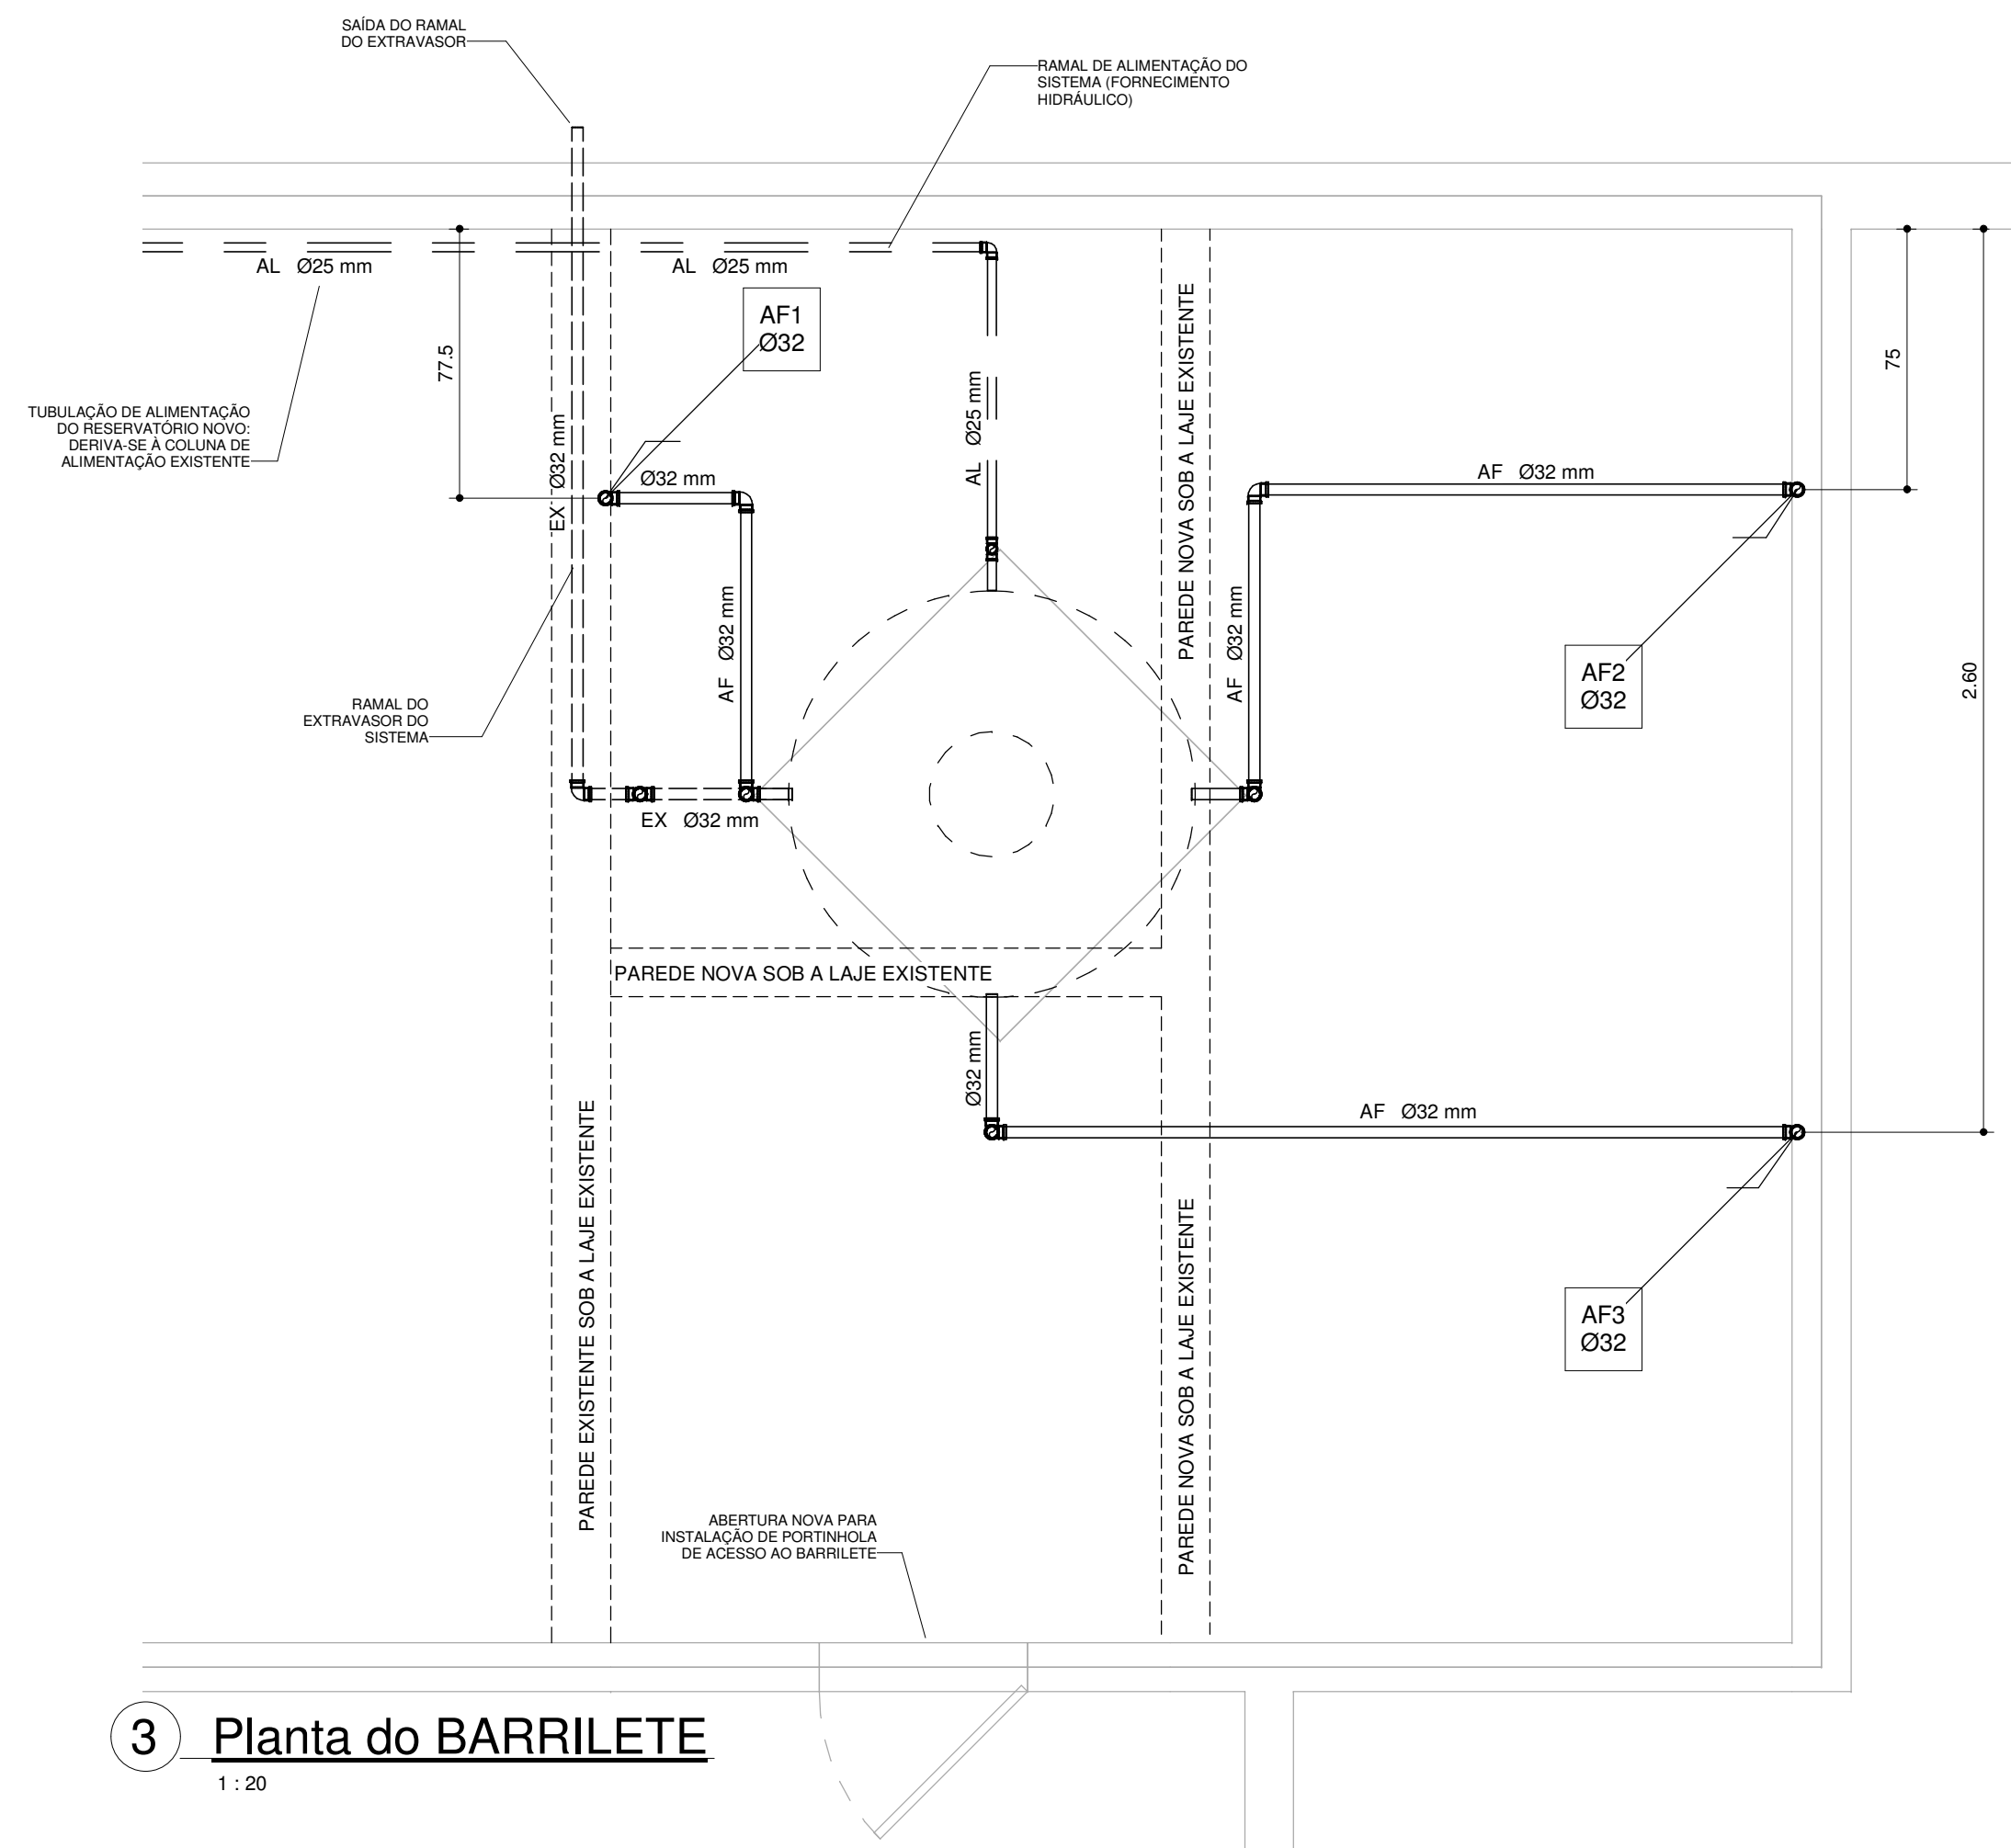 SAÍDA DO RAMAL
DO EXTRAVASOR
RAMAL DE ALIMENTAÇÃO DO
SISTEMA (FORNECIMENTO
HIDRÁULICO)
AL Ø25 mm
AL Ø25 mm
AF1
Ø32
77.5
75
PAREDE NOVA SOB A LAJE EXISTENTE
AL Ø25 mm
TUBULAÇÃO DE ALIMENTAÇÃO
DO RESERVATÓRIO NOVO:
DERIVA-SE À COLUNA DE
ALIMENTAÇÃO EXISTENTE
EX Ø32 mm
Ø32 mm
AF Ø32 mm
AF Ø32 mm
AF Ø32 mm
AF2
Ø32
2.60
RAMAL DO
EXTRAVASOR DO
SISTEMA
EX Ø32 mm
PAREDE NOVA SOB A LAJE EXISTENTE
Ø32 mm
AF Ø32 mm
PAREDE EXISTENTE SOB A LAJE EXISTENTE
PAREDE NOVA SOB A LAJE EXISTENTE
AF3
Ø32
ABERTURA NOVA PARA
INSTALAÇÃO DE PORTINHOLA
DE ACESSO AO BARRILETE
3 Planta do BARRILETE
1 : 20